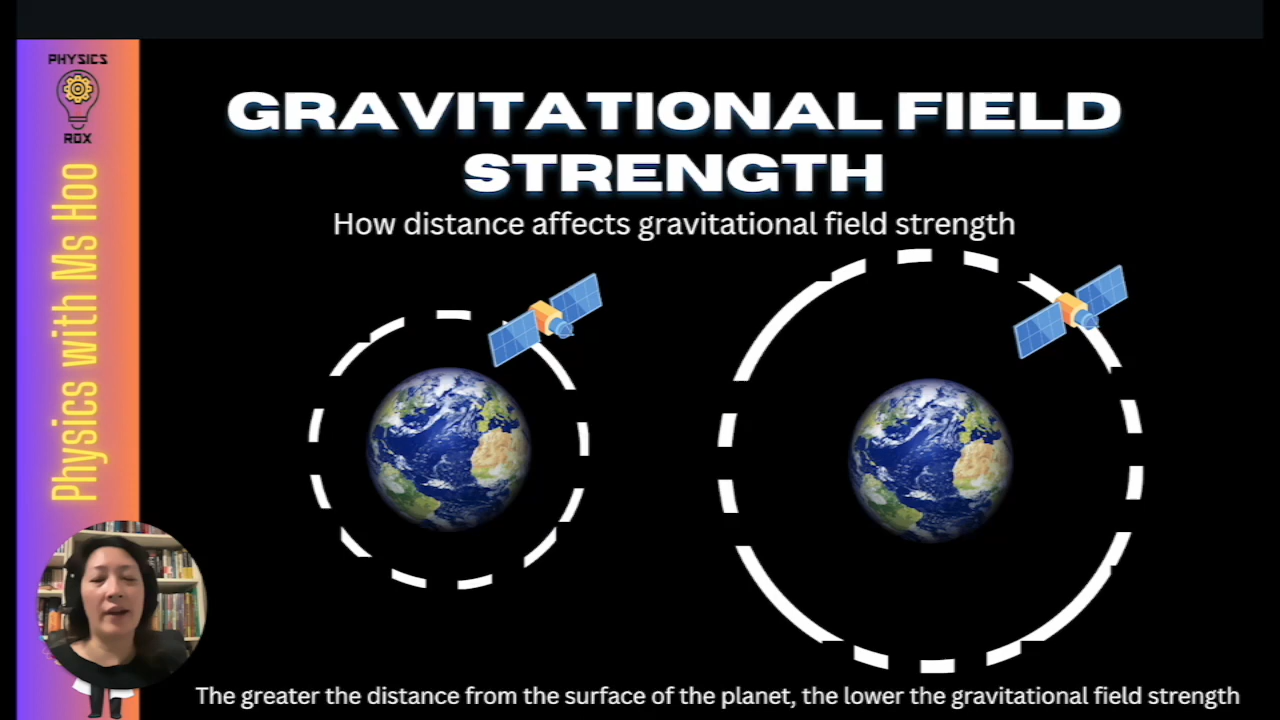 PHYSICS
ROX
Physics with Ms Hoo
GRAVITATIONAL FIELD
STRENGTH
How distance affects gravitational field strength
The greater the distance from the surface of the planet, the lower the gravitational field strength